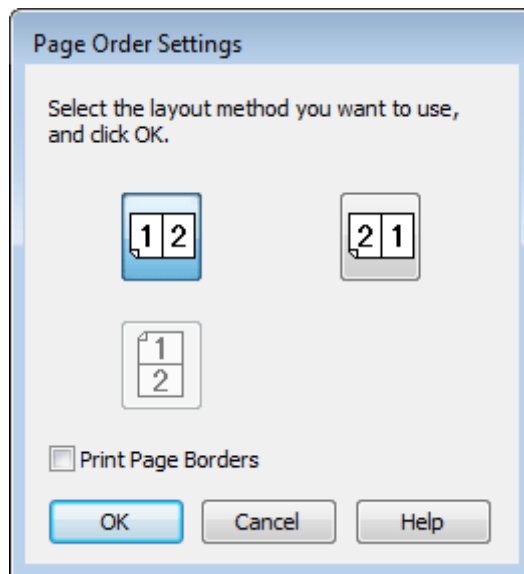 Page Order Settings
Select the layout method you want to use,
and click OK.
1 2
2 1
1
2
Print Page Borders
OK Cancel Help